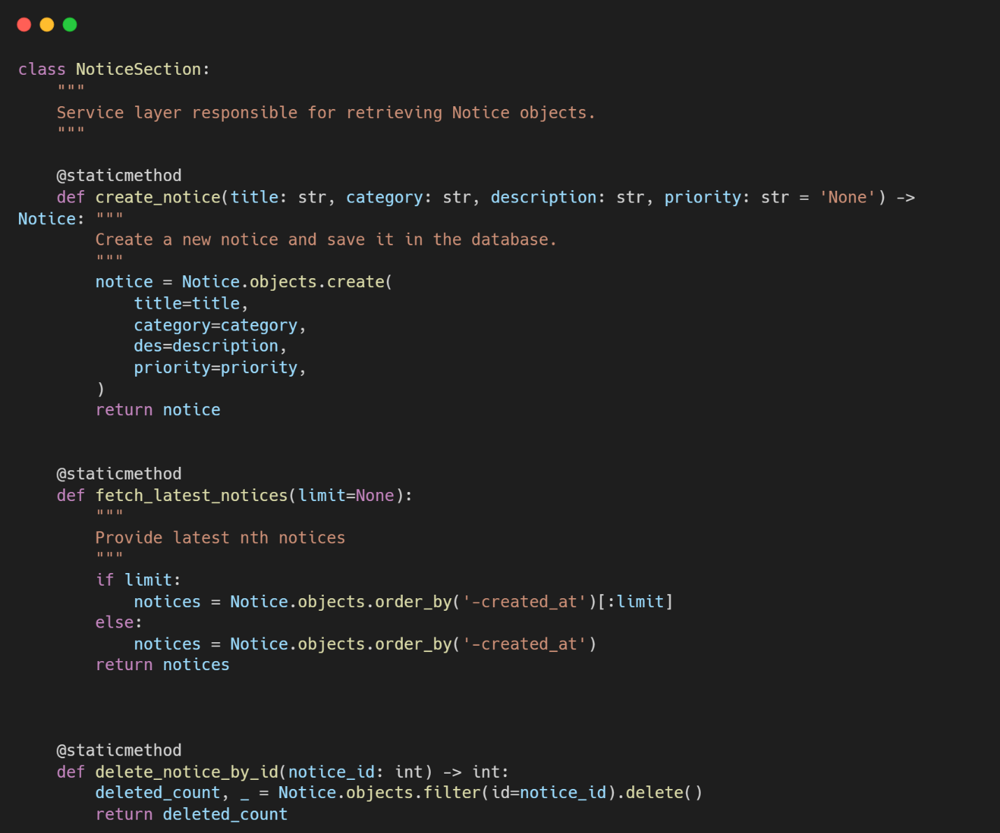 class NoticeSection:
    """
    Service layer responsible for retrieving Notice objects.
    """

    @staticmethod
    def create_notice(title: str, category: str, description: str, priority: str = 'None') ->
Notice: """
        Create a new notice and save it in the database.
        """
        notice = Notice.objects.create(
            title=title,
            category=category,
            des=description,
            priority=priority,
        )
        return notice


    @staticmethod
    def fetch_latest_notices(limit=None):
        """
        Provide latest nth notices
        """
        if limit:
            notices = Notice.objects.order_by('-created_at')[:limit]
        else:
            notices = Notice.objects.order_by('-created_at')
        return notices



    @staticmethod
    def delete_notice_by_id(notice_id: int) -> int:
        deleted_count, _ = Notice.objects.filter(id=notice_id).delete()
        return deleted_count